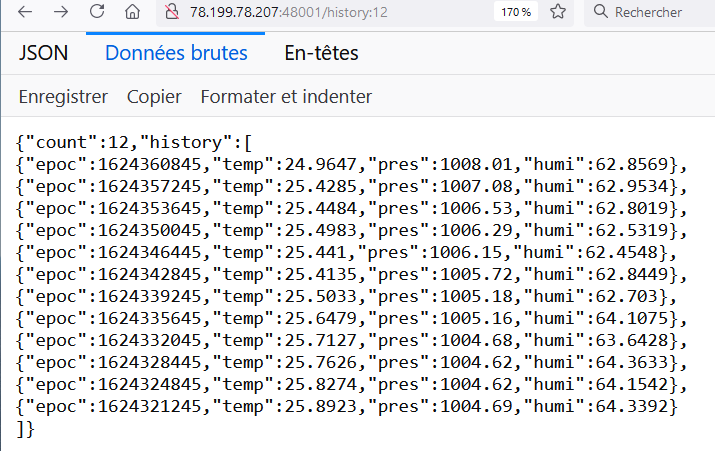 78.199.78.207:48001/history:12
170 %
Rechercher
JSON
Données brutes
En-têtes
Enregistrer
Copier
Formater et indenter
{"count":12,"history":[
{"epoc":1624360845,"temp":24.9647,"pres":1008.01,"humi":62.8569},
{"epoc":1624357245,"temp":25.4285,"pres":1007.08,"humi":62.9534},
{"epoc":1624353645,"temp":25.4484,"pres":1006.53,"humi":62.8019},
{"epoc":1624350045,"temp":25.4983,"pres":1006.29,"humi":62.5319},
{"epoc":1624346445,"temp":25.441,"pres":1006.15,"humi":62.4548},
{"epoc":1624342845,"temp":25.4135,"pres":1005.72,"humi":62.8449},
{"epoc":1624339245,"temp":25.5033,"pres":1005.18,"humi":62.703},
{"epoc":1624335645,"temp":25.6479,"pres":1005.16,"humi":64.1075},
{"epoc":1624332045,"temp":25.7127,"pres":1004.68,"humi":63.6428},
{"epoc":1624328445,"temp":25.7626,"pres":1004.62,"humi":64.3633},
{"epoc":1624324845,"temp":25.8274,"pres":1004.62,"humi":64.1542},
{"epoc":1624321245,"temp":25.8923,"pres":1004.69,"humi":64.3392}
]}